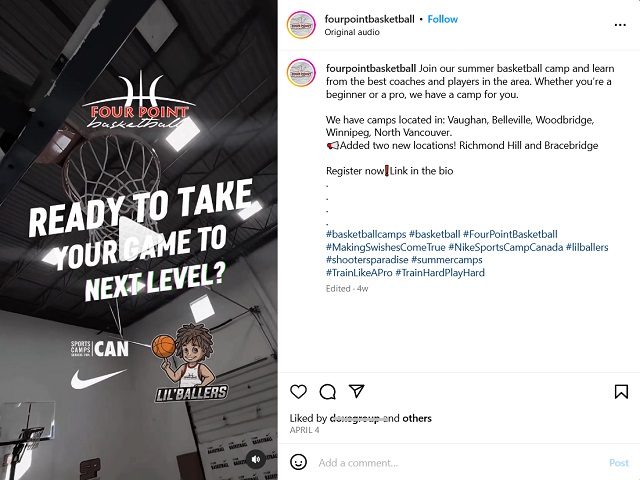 FOUR POINT
basketball
READY TO TAKE
YOUR GAME TO
NEXT LEVEL?
SPORTS
CAMPS
CAN
LIL'BALLERS
fourpointbasketball • Follow
Original audio
fourpointbasketball Join our summer basketball camp and learn
from the best coaches and players in the area. Whether you're a
beginner or a pro, we have a camp for you.
We have camps located in: Vaughan, Belleville, Woodbridge,
Winnipeg, North Vancouver.
📢Added two new locations! Richmond Hill and Bracebridge
Register now❗Link in the bio
.
.
.
.
#basketballcamps #basketball #FourPointBasketball
#MakingSwishesComeTrue #NikeSportsCampCanada #lilballers
#shootersparadise #summercamps
#TrainLikeAPro #TrainHardPlayHard
Edited · 4w
Liked by and others
APRIL 4
Add a comment...
Post